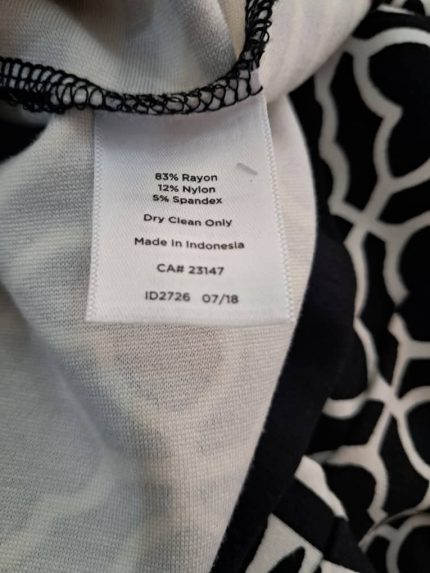 83% Rayon
12% Nylon
5% Spandex
Dry Clean Only
Made In Indonesia
CA# 23147
ID2726 07/18